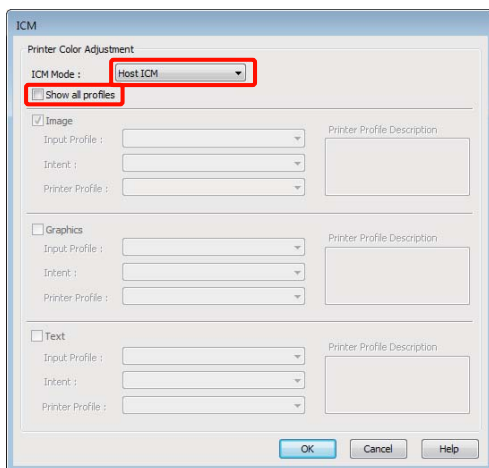 ICM
Printer Color Adjustment
ICM Mode : Host ICM
Show all profiles
Image
Input Profile : Printer Profile Description
Intent :
Printer Profile :
Graphics
Input Profile : Printer Profile Description
Intent :
Printer Profile :
Text
Input Profile : Printer Profile Description
Intent :
Printer Profile :
OK Cancel Help